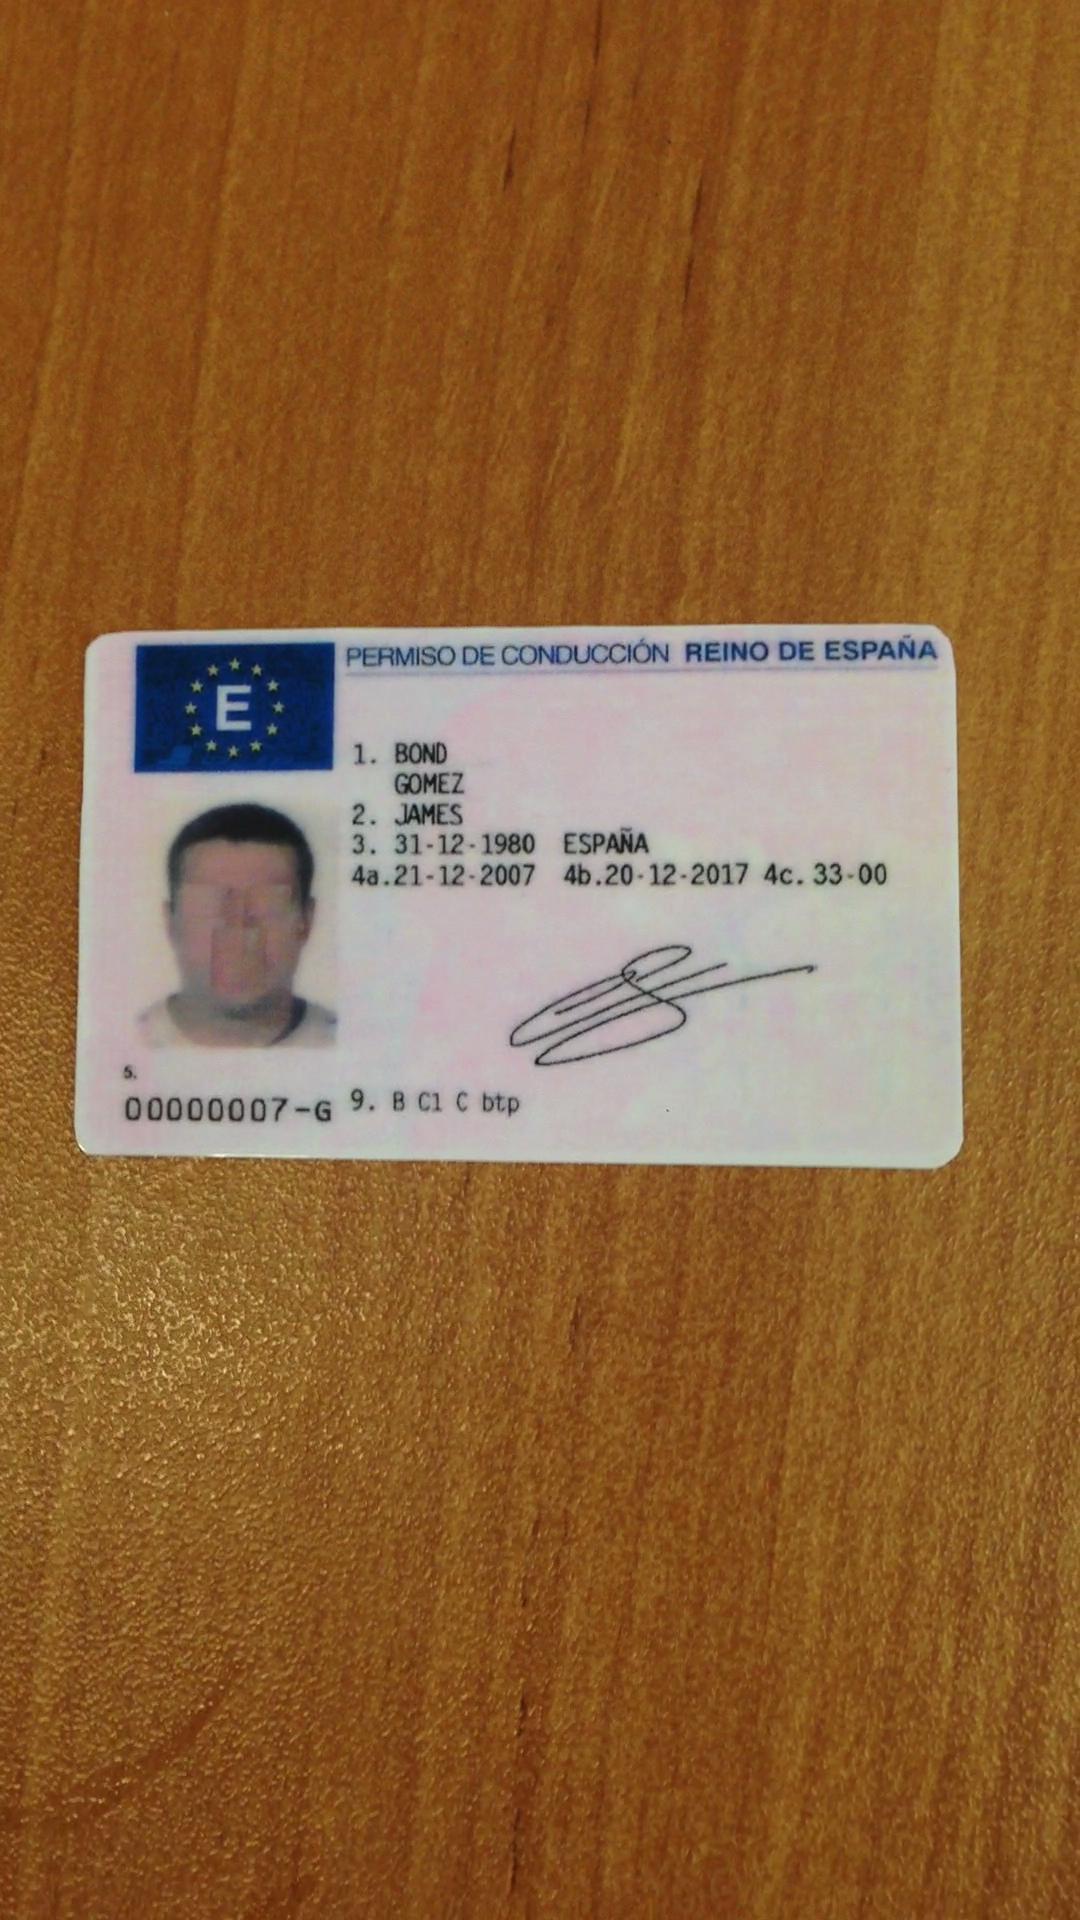 E
PERMISO DE CONDUCCIÓN REINO DE ESPAÑA
1. BOND
GOMEZ
2. JAMES
3. 31-12-1980 ESPAÑA
4a.21-12-2007 4b.20-12-2017 4c. 33-00
5.
00000007-G
9. B C1 C btp